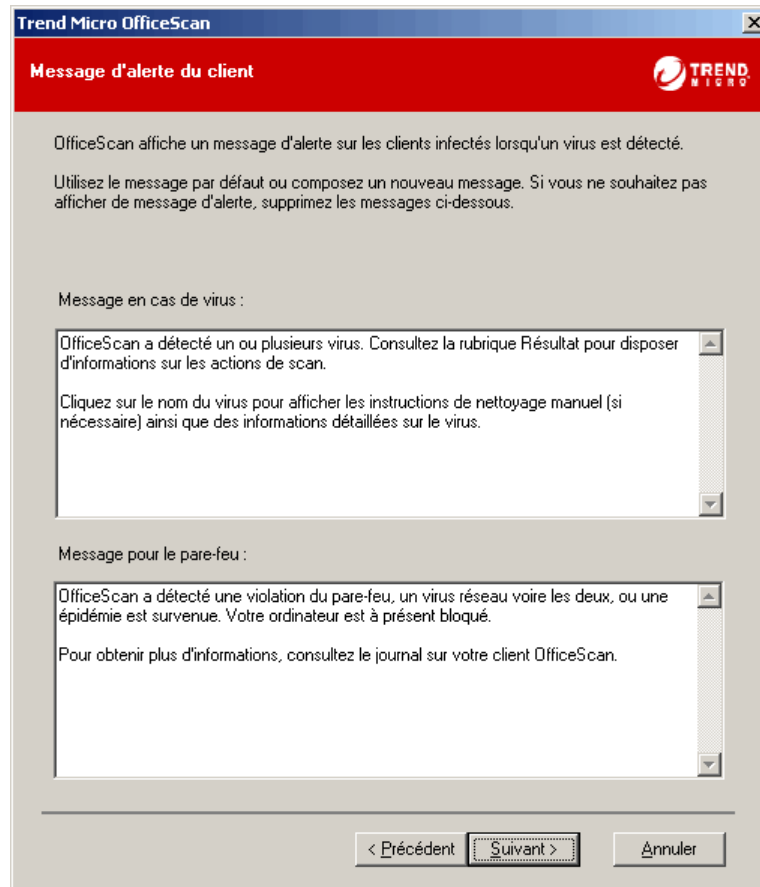 Trend Micro OfficeScan
Message d'alerte du client
TREND
MICRO
OfficeScan affiche un message d'alerte sur les clients infectés lorsqu'un virus est détecté.
Utilisez le message par défaut ou composez un nouveau message. Si vous ne souhaitez pas
afficher de message d'alerte, supprimez les messages ci-dessous.
Message en cas de virus :
OfficeScan a détecté un ou plusieurs virus. Consultez la rubrique Résultat pour disposer
d'informations sur les actions de scan.
Cliquez sur le nom du virus pour afficher les instructions de nettoyage manuel (si
nécessaire) ainsi que des informations détaillées sur le virus.
Message pour le pare-feu :
OfficeScan a détecté une violation du pare-feu, un virus réseau voire les deux, ou une
épidémie est survenue. Votre ordinateur est à présent bloqué.
Pour obtenir plus d'informations, consultez le journal sur votre client OfficeScan.
< Précédent
Suivant >
Annuler